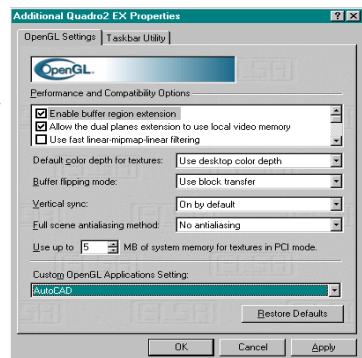 Additional Quadro2 EX Properties
OpenGL Settings Taskbar Utility
OpenGL.
Performance and Compatibility Options
Enable buffer region extension
Allow the dual planes extension to use local video memory
Use fast linear-mipmap-linear filtering
Default color depth for textures: Use desktop color depth
Buffer flipping mode: Use block transfer
Vertical sync: On by default
Full scene antialiasing method: No antialiasing
Use up to 5 MB of system memory for textures in PCI mode.
Custom OpenGL Applications Setting:
AutoCAD
Restore Defaults
OK Cancel Apply